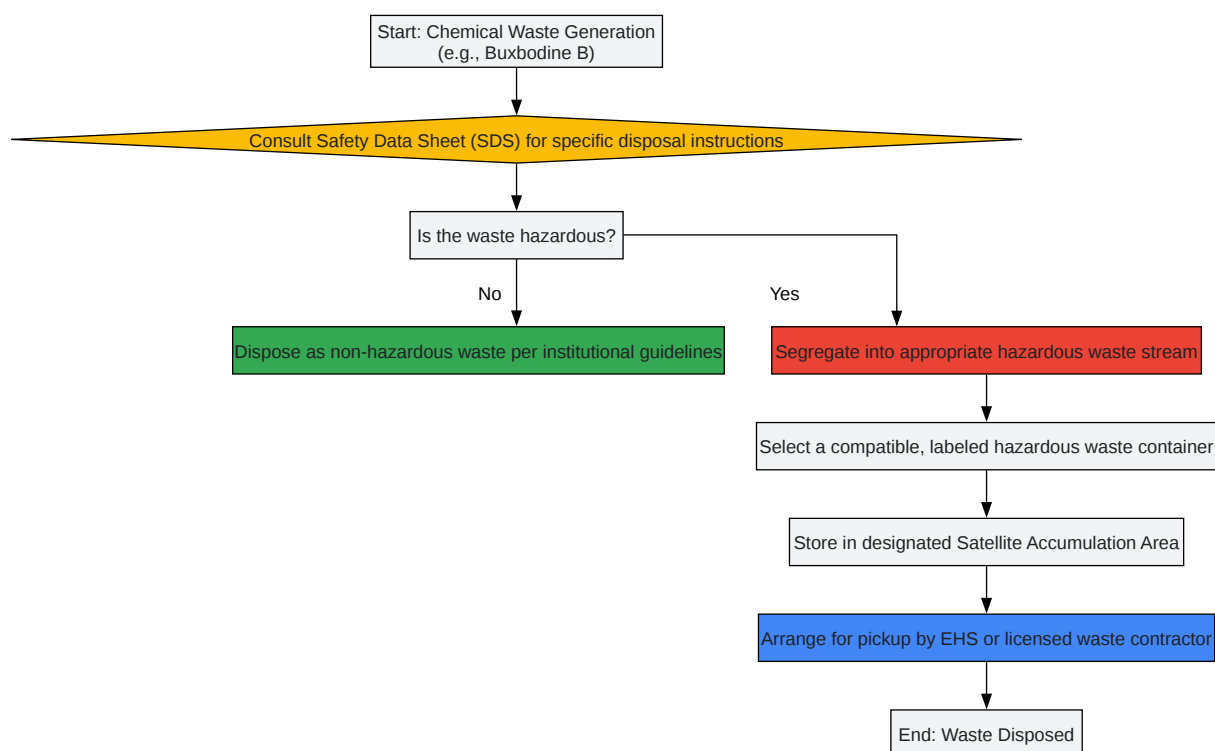 Start: Chemical Waste Generation
(e.g., Buxbodine B)
Consult Safety Data Sheet (SDS) for specific disposal instructions
Is the waste hazardous?
No
Yes
Dispose as non-hazardous waste per institutional guidelines
Segregate into appropriate hazardous waste stream
Select a compatible, labeled hazardous waste container
Store in designated Satellite Accumulation Area
Arrange for pickup by EHS or licensed waste contractor
End: Waste Disposed